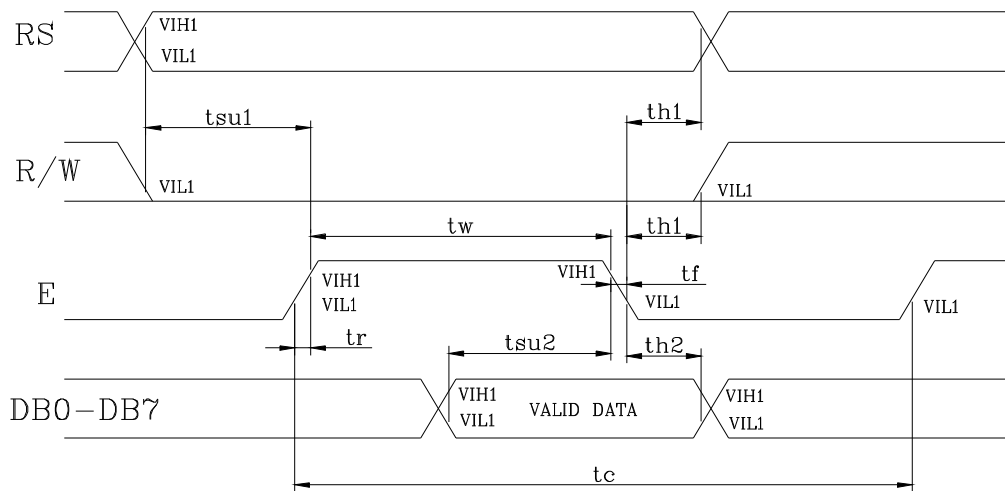 RS
VIH1
VIL1
tsu1
th1
R/W
VIL1
VIL1
tw
th1
E
VIH1
VIL1
VIH1
tf
VIL1
VIL1
tr
tsu2
th2
DB0-DB7
VIH1
VIL1
VALID DATA
VIH1
VIL1
tc